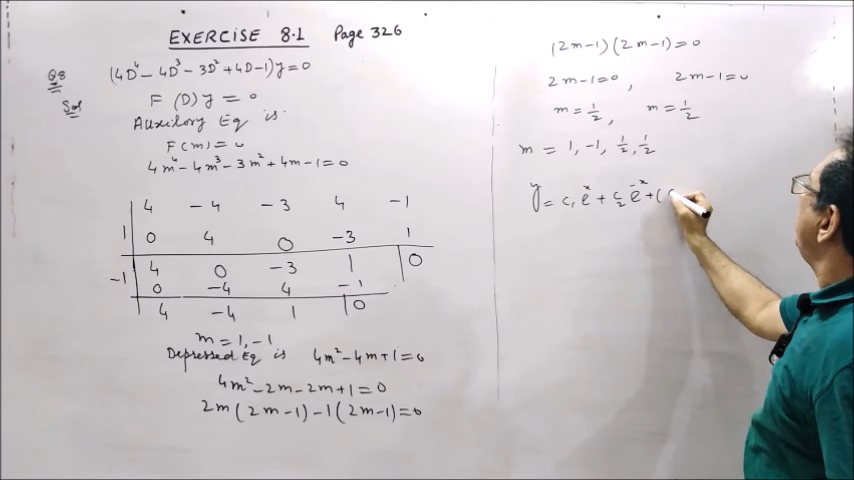 EXERCISE 8.1 Page 326
Q8 (4D⁴ - 4D³ - 3D² + 4D - 1) y = 0
Sol F (D) y = 0
Auxilory Eq is
F(m) = 0
4m⁴ - 4m³ - 3m² + 4m - 1 = 0
4 -4 -3 4 -1
1 0 4 0 -3 1
4 0 -3 1 0
-1 0 -4 4 -1
4 -4 1 0
m = 1, -1
Depressed Eq is 4m² - 4m + 1 = 0
4m² - 2m - 2m + 1 = 0
2m (2m - 1) - 1 (2m - 1) = 0
(2m - 1) (2m - 1) = 0
2m - 1 = 0, 2m - 1 = 0
m = 1/2, m = 1/2
m = 1, -1, 1/2, 1/2
y = c₁ eˣ + c₂ e⁻ˣ + (c